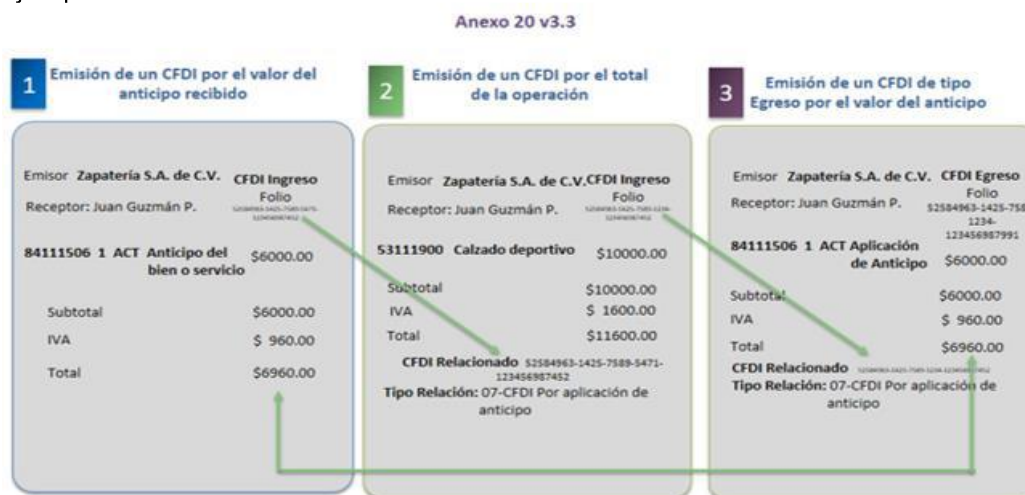 Anexo 20 v3.3
1
Emisión de un CFDI por el valor del
anticipo recibido
Emisor Zapatería S.A. de C.V. CFDI Ingreso
Folio
Receptor: Juan Guzmán P.
84111506 1 ACT Anticipo del $6000.00
bien o servicio
Subtotal $6000.00
IVA $ 960.00
Total $6960.00
2
Emisión de un CFDI por el total
de la operación
Emisor Zapatería S.A. de C.V. CFDI Ingreso
Folio
Receptor: Juan Guzmán P.
53111900 Calzado deportivo $10000.00
Subtotal $10000.00
IVA $ 1600.00
Total $11600.00
CFDI Relacionado 52584963-1425-7589-5471-
123456987452
Tipo Relación: 07-CFDI Por aplicación de
anticipo
3
Emisión de un CFDI de tipo
Egreso por el valor del anticipo
Emisor Zapatería S.A. de C.V. CFDI Egreso
Folio
Receptor: Juan Guzmán P. 52584963-1425-758
1234-
123456987991
84111506 1 ACT Aplicación
de Anticipo $6000.00
Subtotal $6000.00
IVA $ 960.00
Total $6960.00
CFDI Relacionado
Tipo Relación: 07-CFDI Por aplicación de
anticipo